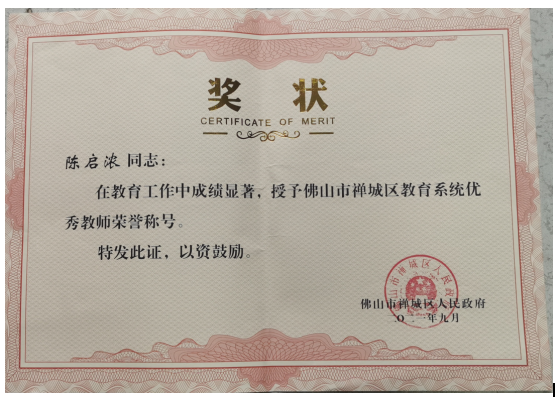 奖 状
CERTIFICATE OF MERIT
陈启浓 同志：
在教育工作中成绩显著，授予佛山市禅城区教育系统优
秀教师荣誉称号。
特发此证，以资鼓励。
佛山市禅城区人民政府
年九月